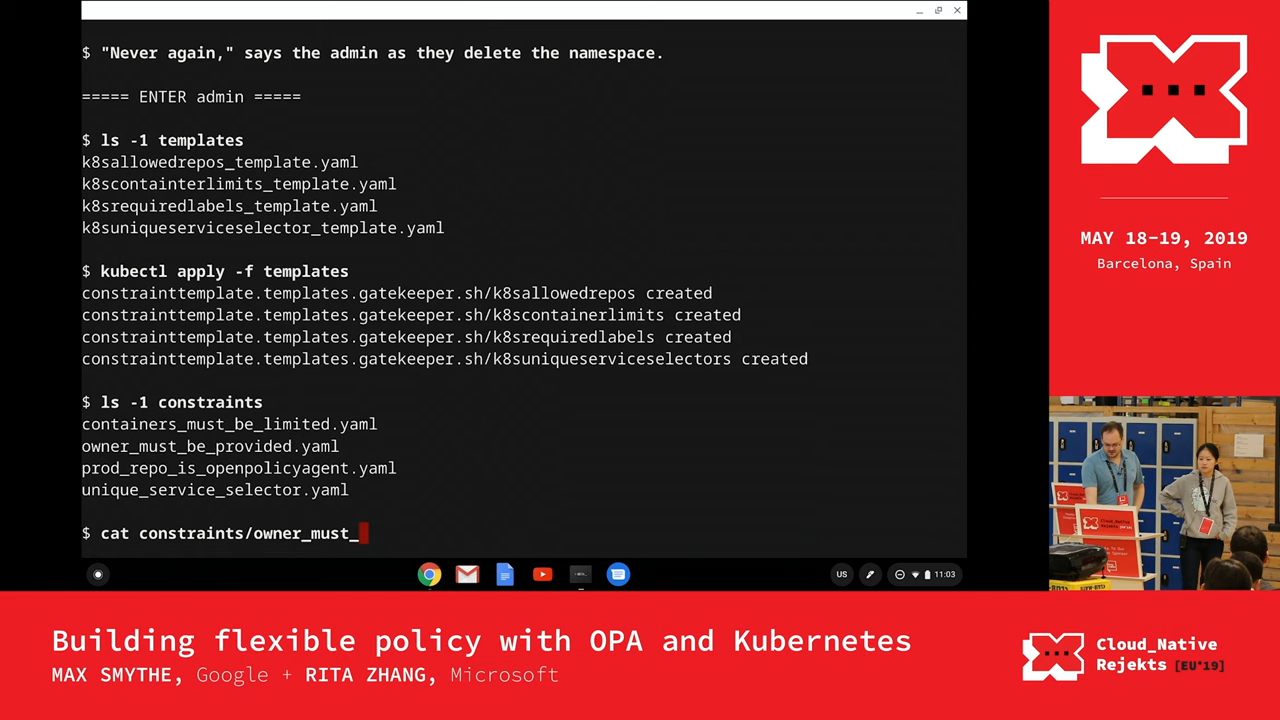 $ "Never again," says the admin as they delete the namespace.
===== ENTER admin =====
$ ls -1 templates
k8sallowedrepos_template.yaml
k8scontainterlimits_template.yaml
k8srequiredlabels_template.yaml
k8suniqueserviceselector_template.yaml
$ kubectl apply -f templates
constrainttemplate.templates.gatekeeper.sh/k8sallowedrepos created
constrainttemplate.templates.gatekeeper.sh/k8scontainerlimits created
constrainttemplate.templates.gatekeeper.sh/k8srequiredlabels created
constrainttemplate.templates.gatekeeper.sh/k8suniqueserviceselectors created
$ ls -1 constraints
containers_must_be_limited.yaml
owner_must_be_provided.yaml
prod_repo_is_openpolicyagent.yaml
unique_service_selector.yaml
$ cat constraints/owner_must_
US
11:03
MAY 18-19, 2019
Barcelona, Spain
Building flexible policy with OPA and Kubernetes
MAX SMYTHE, Google + RITA ZHANG, Microsoft
Cloud_Native
Rejekts [EU'19]